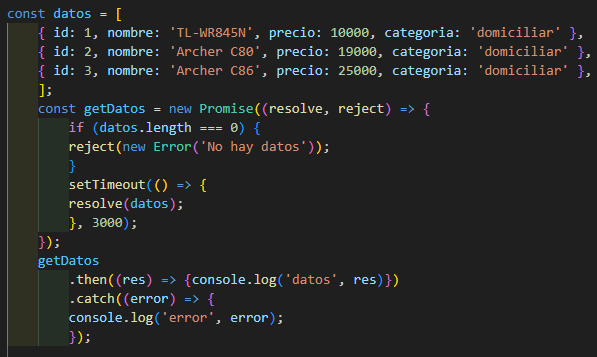 const datos = [
{ id: 1, nombre: 'TL-WR845N', precio: 10000, categoria: 'domiciliar' },
{ id: 2, nombre: 'Archer C80', precio: 19000, categoria: 'domiciliar' },
{ id: 3, nombre: 'Archer C86', precio: 25000, categoria: 'domiciliar' },
];
const getDatos = new Promise((resolve, reject) => {
if (datos.length === 0) {
reject(new Error('No hay datos'));
}
setTimeout(() => {
resolve(datos);
}, 3000);
});
getDatos
.then((res) => {console.log('datos', res)})
.catch((error) => {
console.log('error', error);
});